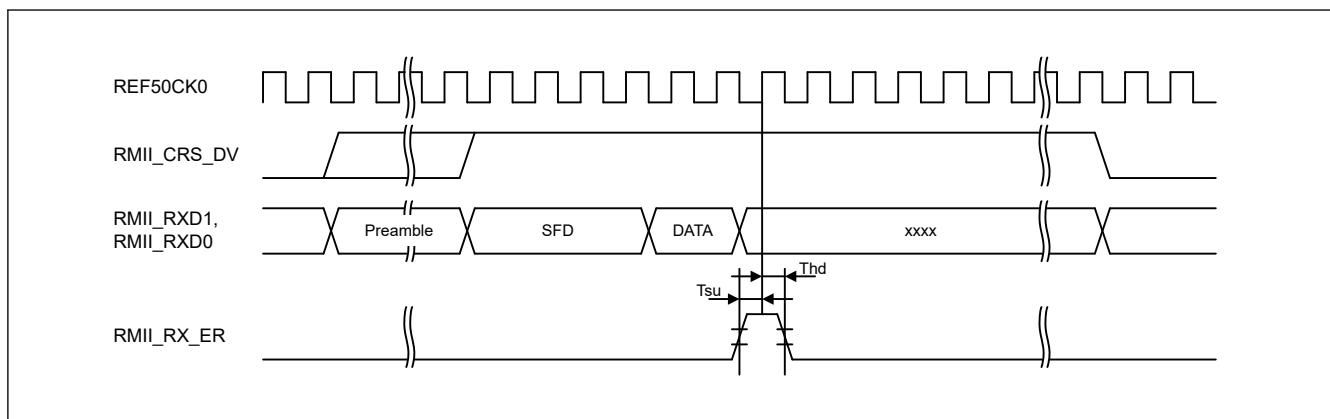 REF50CK0
RMII_CRS_DV
RMII_RXD1,
RMII_RXD0
Preamble
SFD
DATA
xxxx
Thd
Tsu
RMII_RX_ER